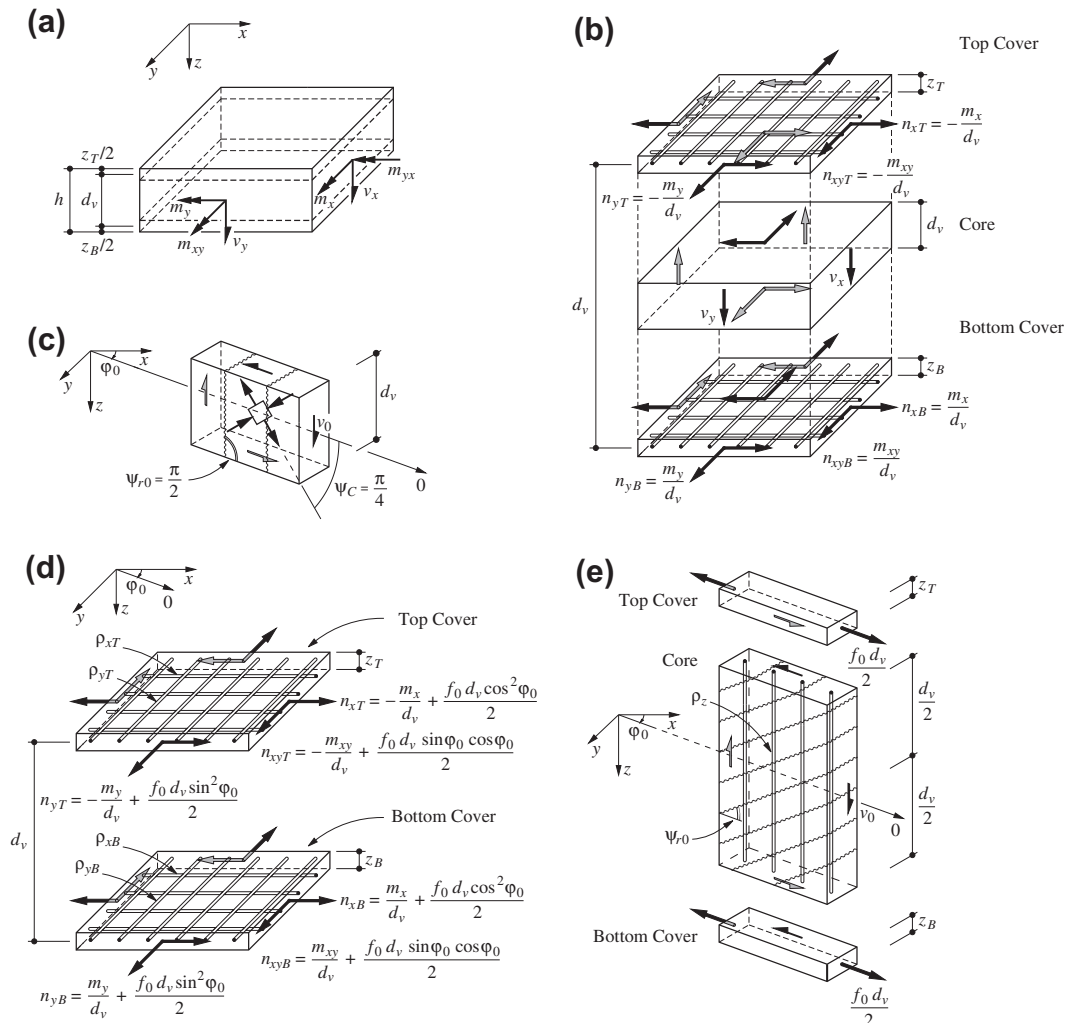 (a)
x
y
z
z_T/2
h
d_v
z_B/2
m_y
m_xy
v_y
m_x
v_x
m_yx
(b)
Top Cover
z_T
n_xT = −m_x/d_v
n_xyT = −m_xy/d_v
n_yT = −m_y/d_v
Core
d_v
v_x
v_y
d_v
Bottom Cover
z_B
n_xB = m_x/d_v
n_xyB = m_xy/d_v
n_yB = m_y/d_v
(c)
x
φ_0
y
z
d_v
v_0
0
ψ_r0 = π/2
ψ_C = π/4
(d)
x
φ_0
0
y
z
Top Cover
ρ_xT
ρ_yT
z_T
n_xT = −m_x/d_v + f_0 d_v cos²φ_0/2
n_xyT = −m_xy/d_v + f_0 d_v sinφ_0 cosφ_0/2
n_yT = −m_y/d_v + f_0 d_v sin²φ_0/2
d_v
Bottom Cover
ρ_xB
ρ_yB
z_B
n_xB = m_x/d_v + f_0 d_v cos²φ_0/2
n_xyB = m_xy/d_v + f_0 d_v sinφ_0 cosφ_0/2
n_yB = m_y/d_v + f_0 d_v sin²φ_0/2
(e)
Top Cover
z_T
f_0 d_v/2
Core
ρ_z
x
φ_0
y
z
d_v/2
d_v/2
v_0
0
ψ_r0
Bottom Cover
z_B
f_0 d_v/2